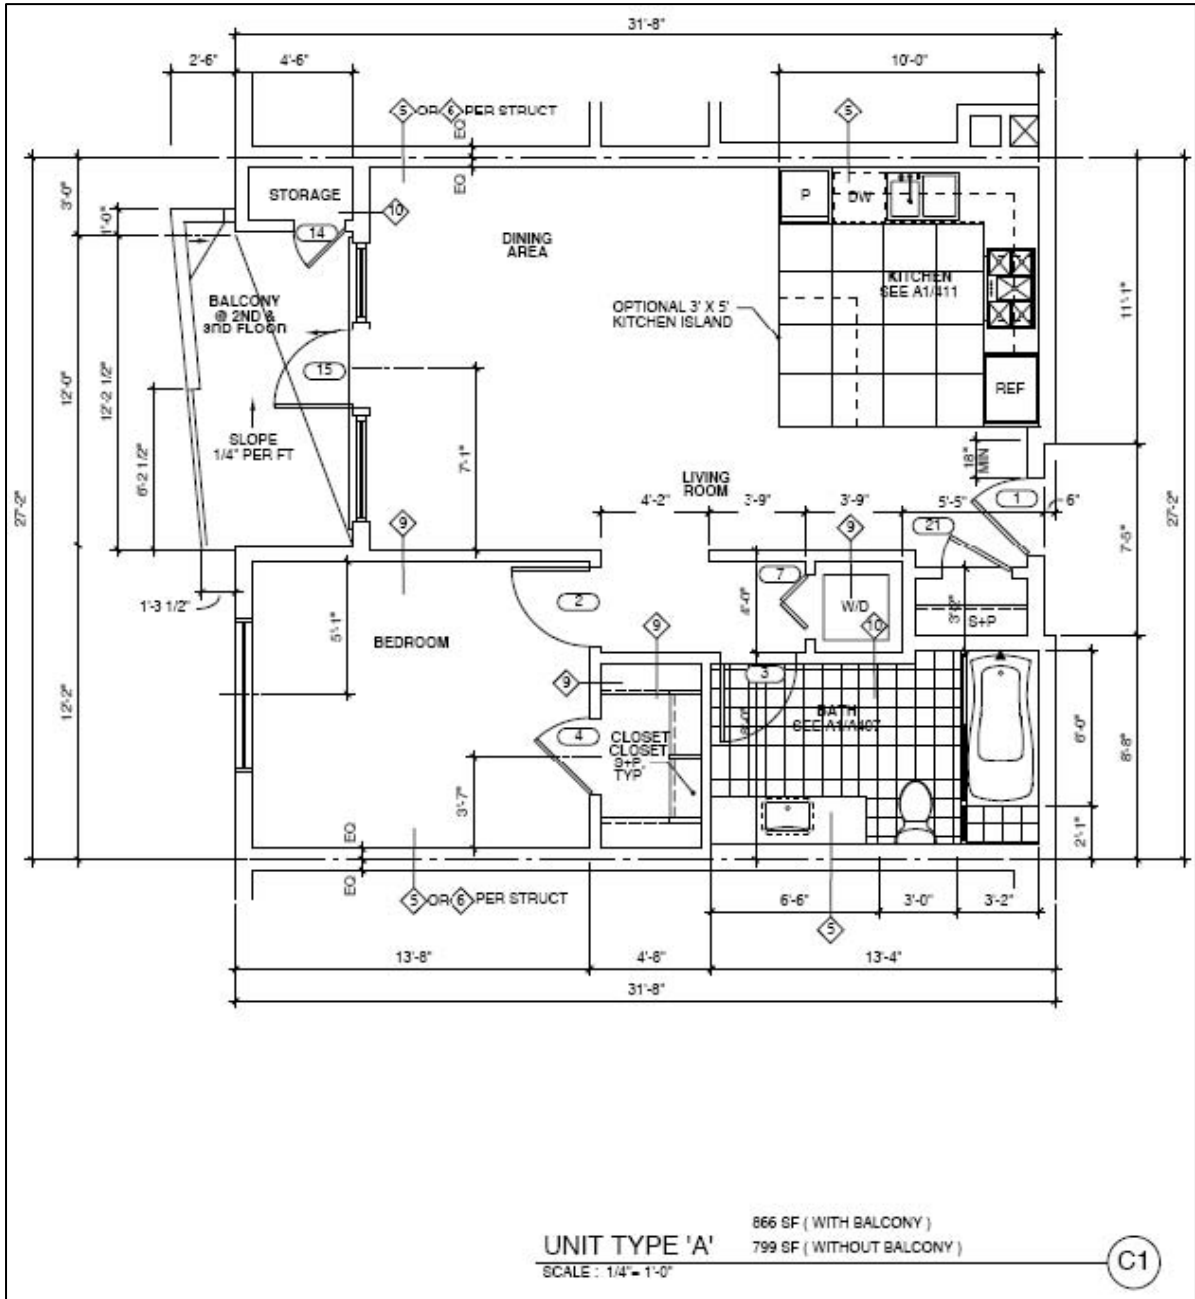 31'-8"
2'-6"
4'-6"
10'-0"
5 OR 6 PER STRUCT
5
EQ
EQ
STORAGE
10
14
P
DW
3'-0"
1'-0"
DINING
AREA
KITCHEN
SEE A1/411
BALCONY
@ 2ND &
3RD FLOOR
OPTIONAL 3' X 5'
KITCHEN ISLAND
11'-1"
15
REF
12'-0"
12'-2 1/2"
SLOPE
1/4" PER FT
6'-2 1/2"
7'-1"
18"
MIN
LIVING
ROOM
27'-2"
27'-2"
4'-2"
3'-9"
3'-9"
5'-5"
1
6"
9
9
21
7'-5"
1'-3 1/2"
2
7
4'-0"
W/D
3'-2"
S+P
5'-1"
BEDROOM
9
10
12'-2"
9
3
4
CLOSET
CLOSET
S+P
TYP
BATH
6'-0"
8'-8"
3'-7"
2'-1"
EQ
EQ
5 OR 6 PER STRUCT
6'-6"
3'-0"
3'-2"
5
13'-8"
13'-4"
31'-8"
866 SF ( WITH BALCONY )
UNIT TYPE 'A'
799 SF ( WITHOUT BALCONY )
SCALE : 1/4"= 1'-0"
C1